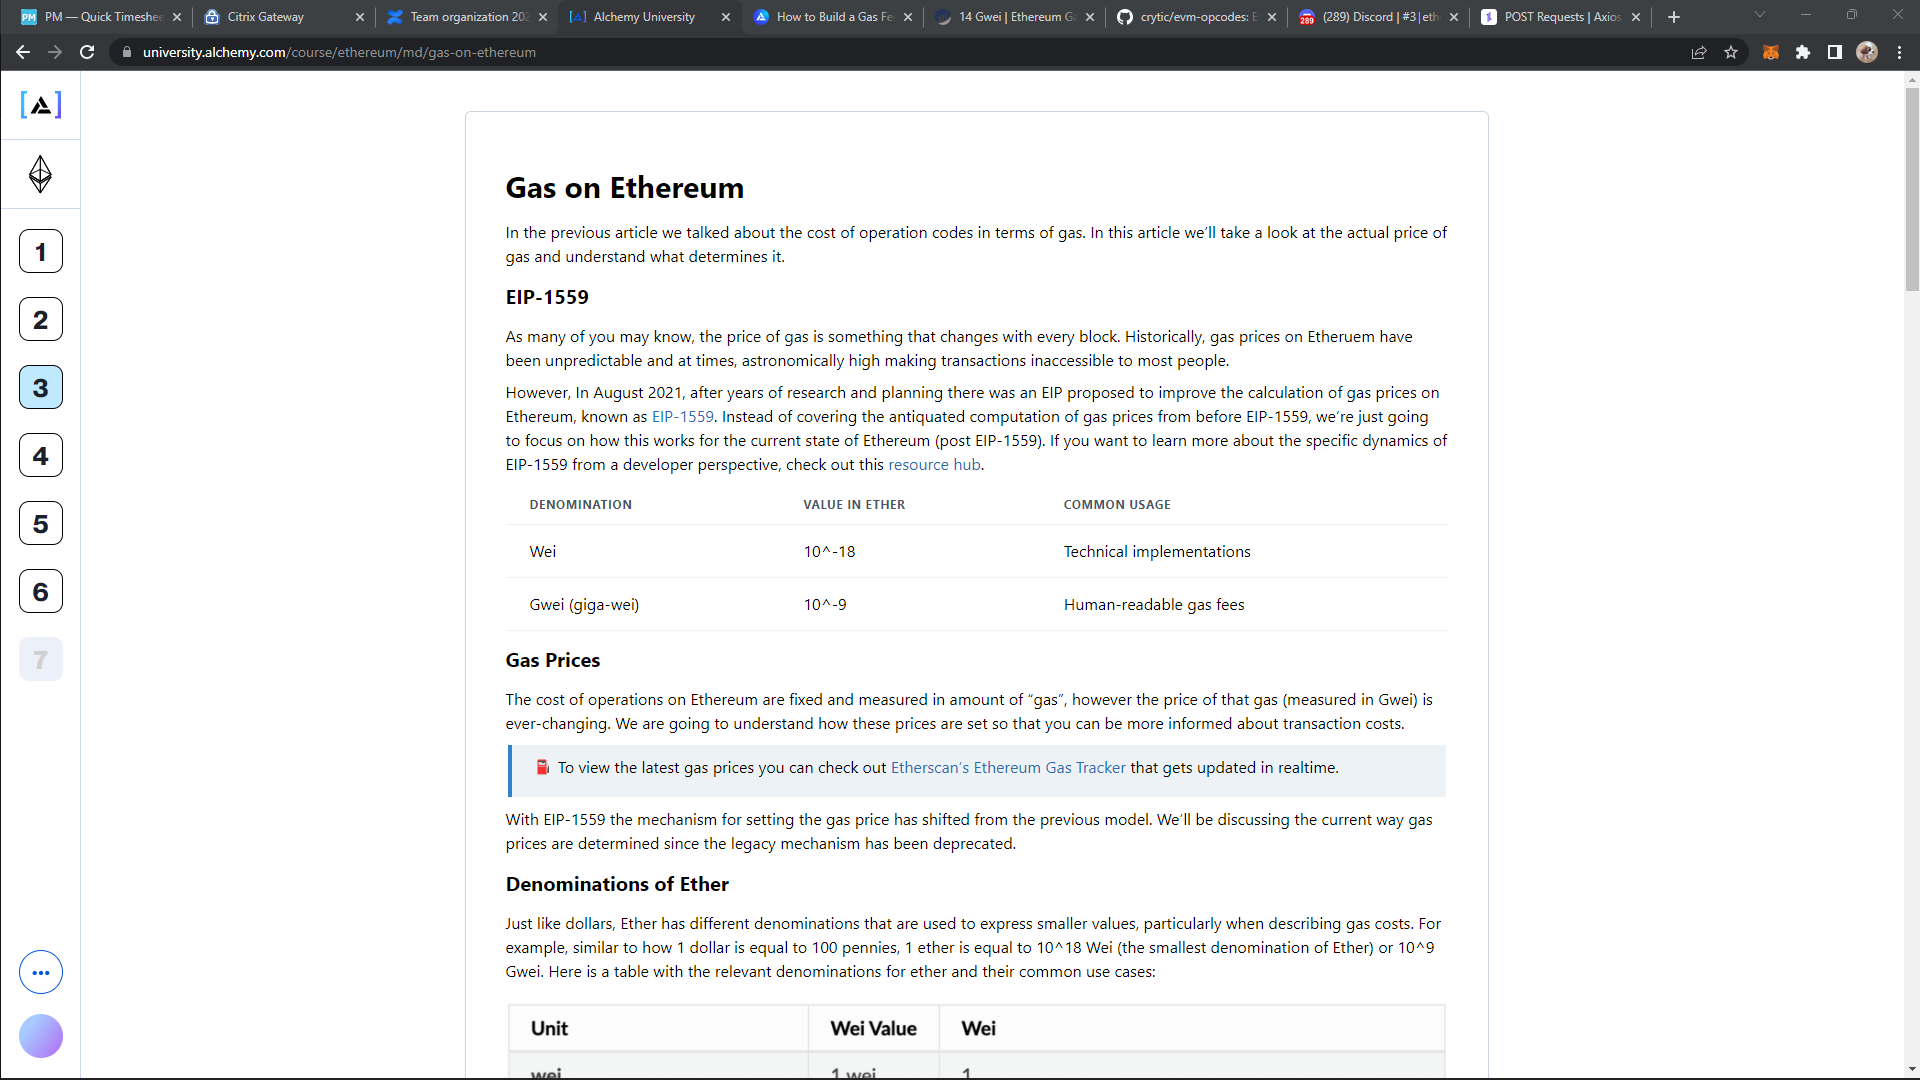 PM — Quick Timeshee
Citrix Gateway
Team organization 202
Alchemy University
How to Build a Gas Fe
14 Gwei | Ethereum Ga
crytic/evm-opcodes: E
(289) Discord | #3 | eth
POST Requests | Axios
university.alchemy.com/course/ethereum/md/gas-on-ethereum
1
2
3
4
5
6
7
Gas on Ethereum
In the previous article we talked about the cost of operation codes in terms of gas. In this article we’ll take a look at the actual price of
gas and understand what determines it.
EIP-1559
As many of you may know, the price of gas is something that changes with every block. Historically, gas prices on Etheruem have
been unpredictable and at times, astronomically high making transactions inaccessible to most people.
However, In August 2021, after years of research and planning there was an EIP proposed to improve the calculation of gas prices on
Ethereum, known as EIP-1559. Instead of covering the antiquated computation of gas prices from before EIP-1559, we’re just going
to focus on how this works for the current state of Ethereum (post EIP-1559). If you want to learn more about the specific dynamics of
EIP-1559 from a developer perspective, check out this resource hub.
DENOMINATION VALUE IN ETHER COMMON USAGE
Wei 10^-18 Technical implementations
Gwei (giga-wei) 10^-9 Human-readable gas fees
Gas Prices
The cost of operations on Ethereum are fixed and measured in amount of “gas”, however the price of that gas (measured in Gwei) is
ever-changing. We are going to understand how these prices are set so that you can be more informed about transaction costs.
To view the latest gas prices you can check out Etherscan’s Ethereum Gas Tracker that gets updated in realtime.
With EIP-1559 the mechanism for setting the gas price has shifted from the previous model. We’ll be discussing the current way gas
prices are determined since the legacy mechanism has been deprecated.
Denominations of Ether
Just like dollars, Ether has different denominations that are used to express smaller values, particularly when describing gas costs. For
example, similar to how 1 dollar is equal to 100 pennies, 1 ether is equal to 10^18 Wei (the smallest denomination of Ether) or 10^9
Gwei. Here is a table with the relevant denominations for ether and their common use cases:
Unit Wei Value Wei
wei 1 wei 1